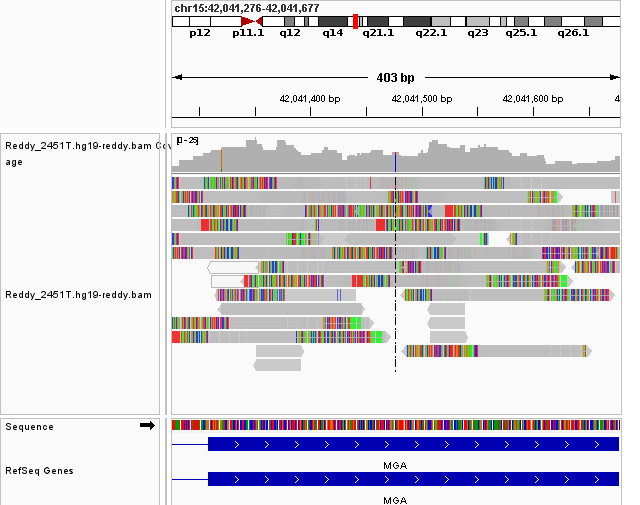 chr15:42,041,276-42,041,677
p12 p11.1 q12 q14 q21.1 q22.1 q23 q25.1 q26.1
403 bp
42,041,400 bp 42,041,500 bp 42,041,600 bp 4
Reddy_2451T.hg19-reddy.bam Cov
age
[0-26]
Reddy_2451T.hg19-reddy.bam
Sequence
MGA
RefSeq Genes
MGA